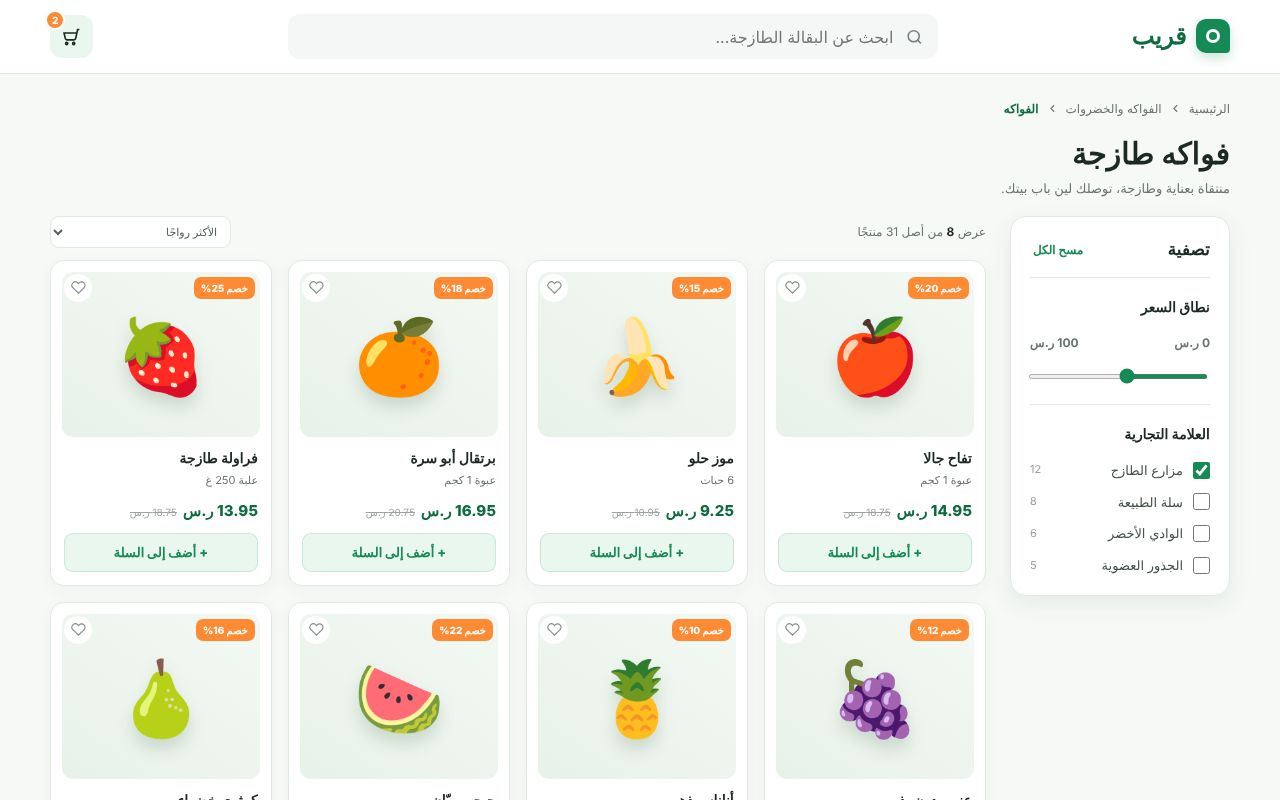 قريب
ابحث عن البقالة الطازجة...
2
الرئيسية › الفواكه والخضروات › الفواكه
فواكه طازجة
منتقاة بعناية وطازجة، توصلك لين باب بيتك.
تصفية
مسح الكل
نطاق السعر
0 ر.س
100 ر.س
العلامة التجارية
مزارع الطازج 12
سلة الطبيعة 8
الوادي الأخضر 6
الجذور العضوية 5
عرض 8 من أصل 31 منتجًا
الأكثر رواجًا
خصم 20%
تفاح جالا
عبوة 1 كجم
14.95 ر.س 18.75 ر.س
+ أضف إلى السلة
خصم 15%
موز حلو
6 حبات
9.25 ر.س 10.95 ر.س
+ أضف إلى السلة
خصم 18%
برتقال أبو سرة
عبوة 1 كجم
16.95 ر.س 20.75 ر.س
+ أضف إلى السلة
خصم 25%
فراولة طازجة
علبة 250 غ
13.95 ر.س 18.75 ر.س
+ أضف إلى السلة
خصم 12%
خصم 10%
خصم 22%
خصم 16%